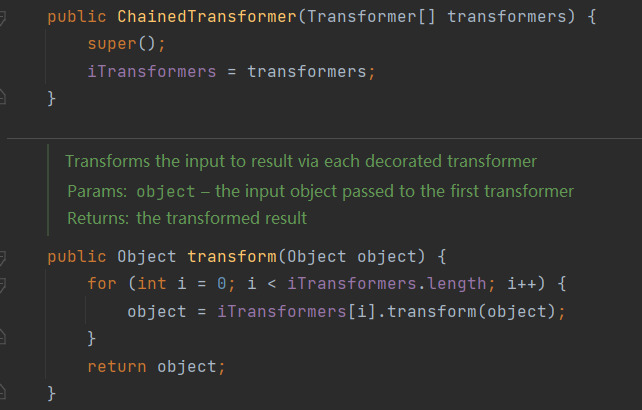 public ChainedTransformer(Transformer[] transformers) {
super();
iTransformers = transformers;
}
Transforms the input to result via each decorated transformer
Params: object – the input object passed to the first transformer
Returns: the transformed result
public Object transform(Object object) {
for (int i = 0; i < iTransformers.length; i++) {
object = iTransformers[i].transform(object);
}
return object;
}